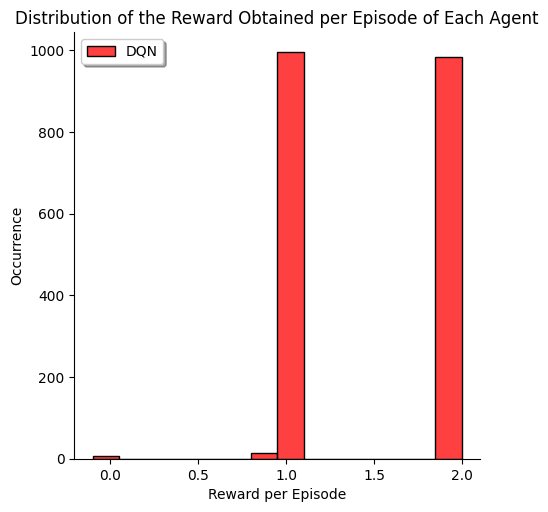 Distribution of the Reward Obtained per Episode of Each Agent
DQN
1000
800
600
400
200
0
Occurrence
0.0 0.5 1.0 1.5 2.0
Reward per Episode